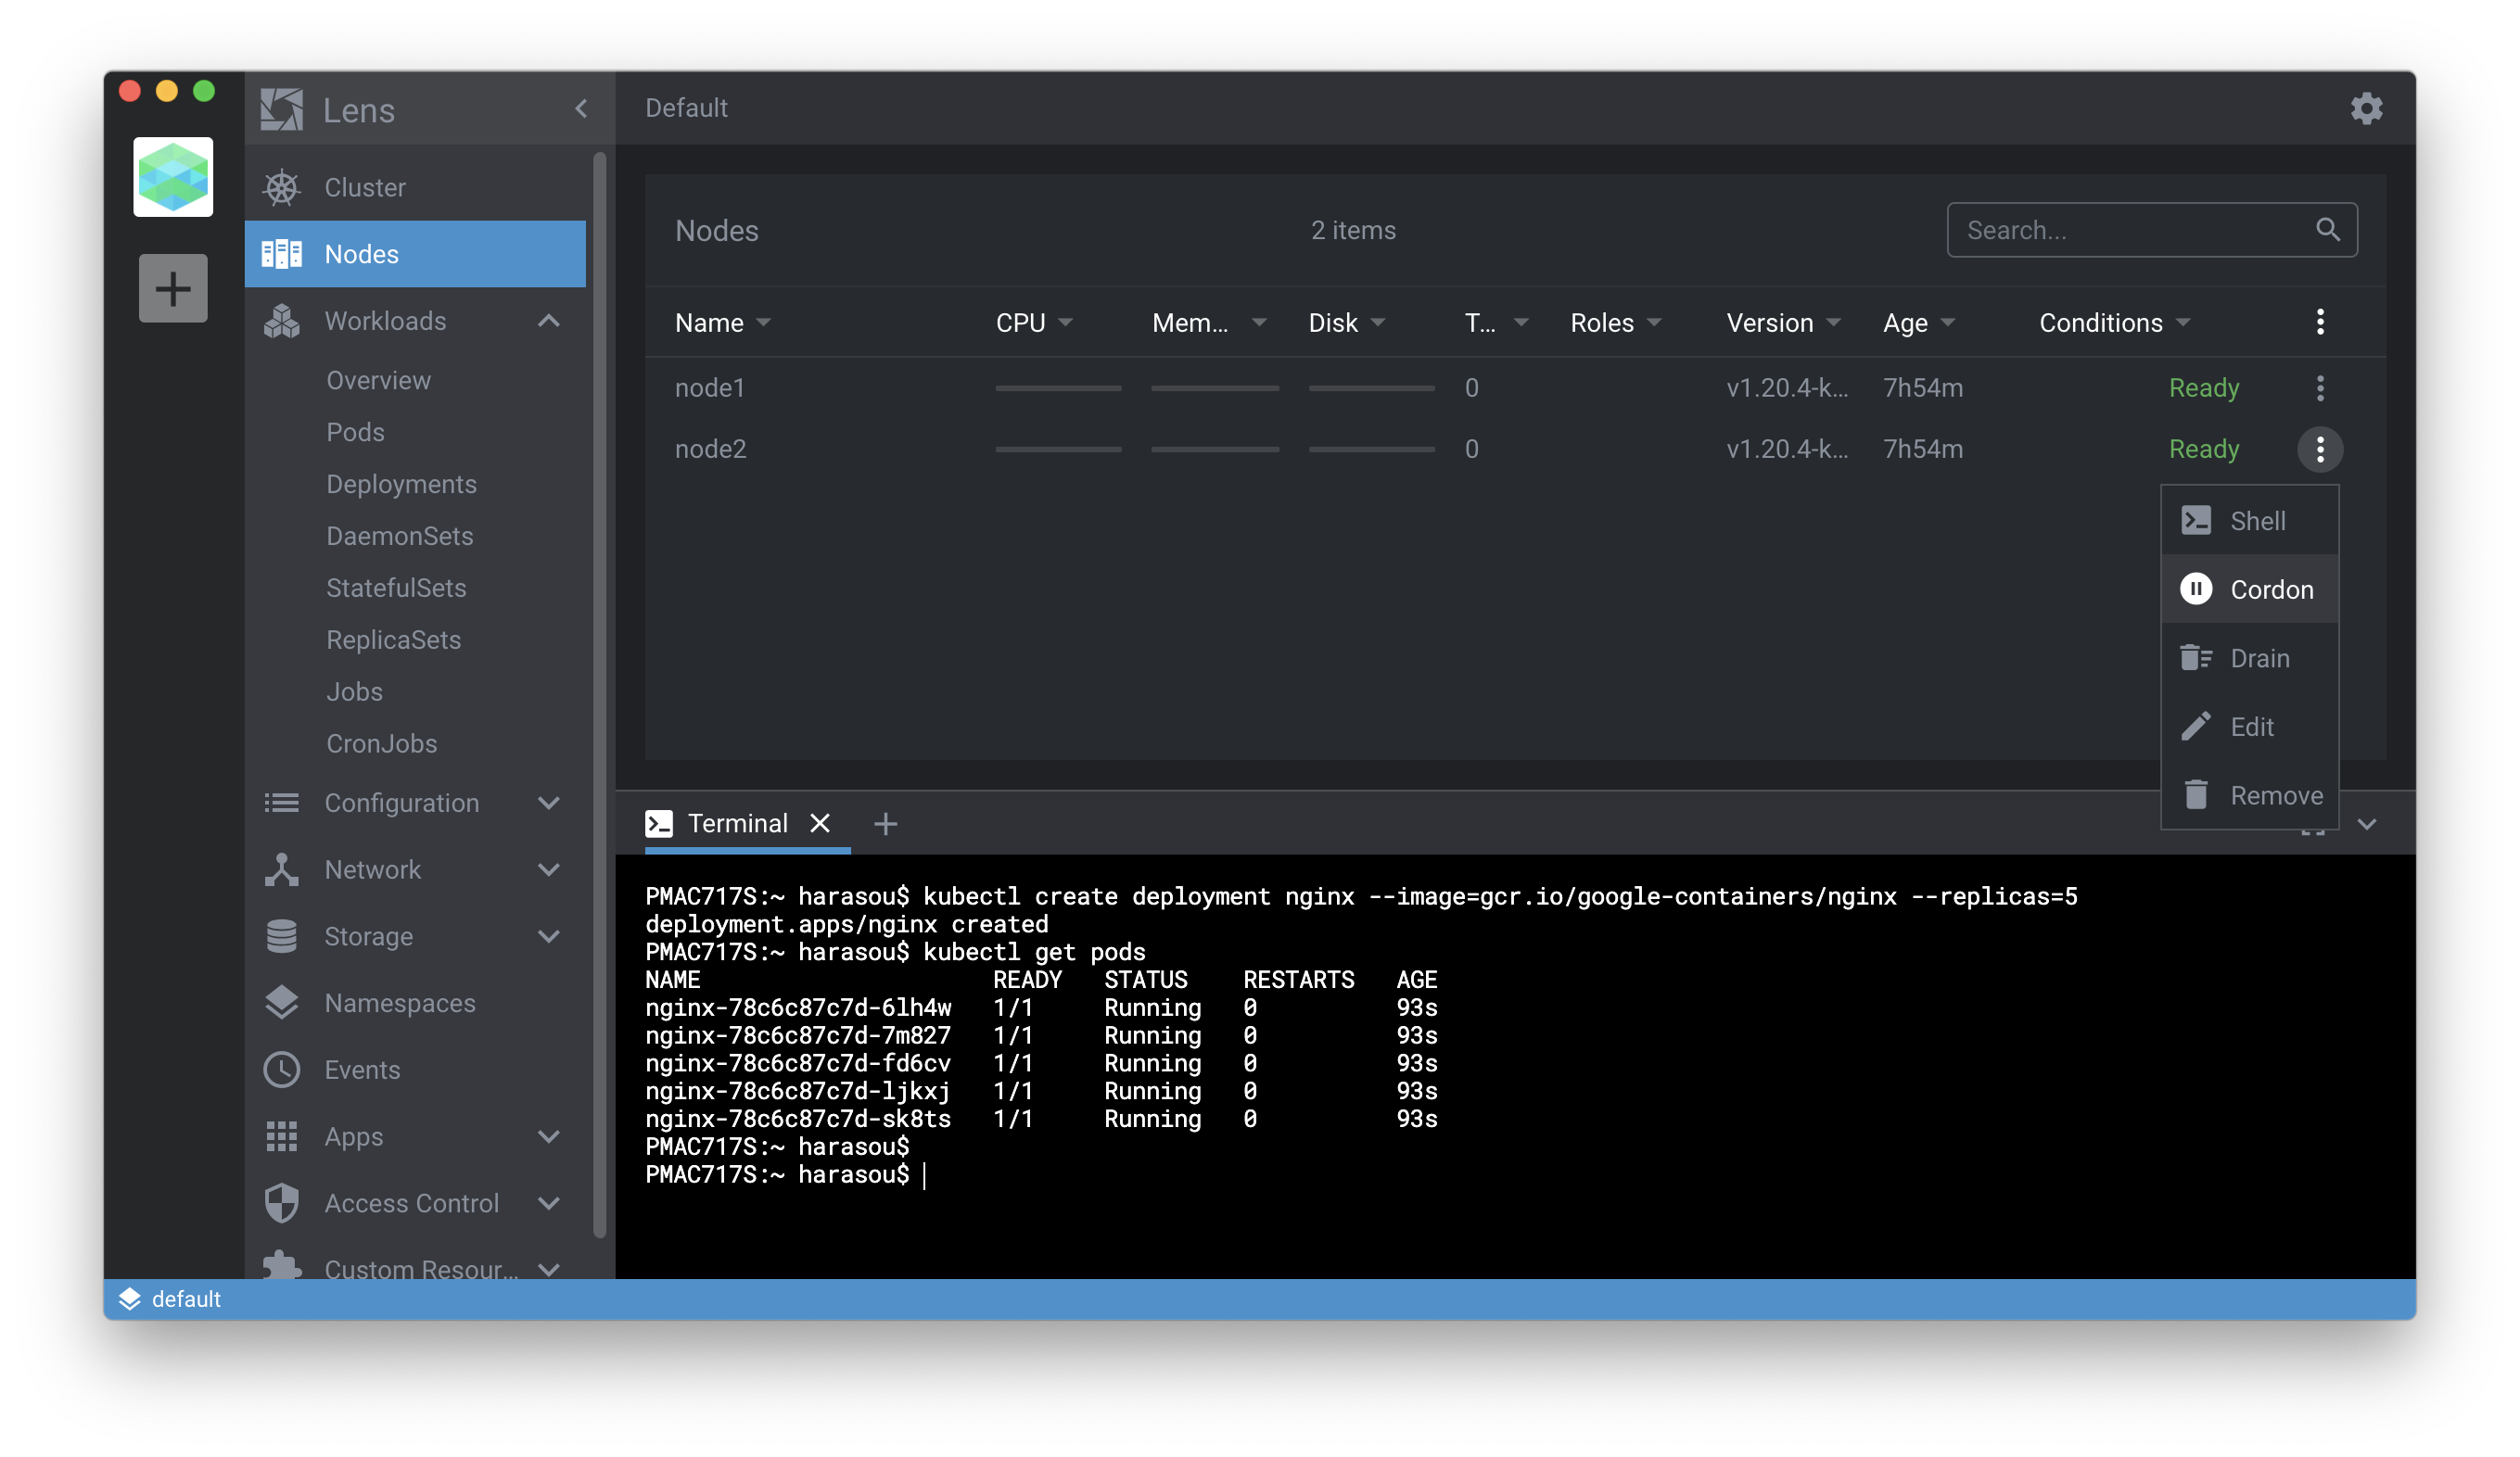 Lens
Default
Cluster
Nodes
Workloads
Overview
Pods
Deployments
DaemonSets
StatefulSets
ReplicaSets
Jobs
CronJobs
Configuration
Network
Storage
Namespaces
Events
Apps
Access Control
Custom Resour...
Nodes 2 items Search...
Name CPU Mem... Disk T... Roles Version Age Conditions
node1 0 v1.20.4-k... 7h54m Ready
node2 0 v1.20.4-k... 7h54m Ready
Shell
Cordon
Drain
Edit
Remove
Terminal
PMAC717S:~ harasou$ kubectl create deployment nginx --image=gcr.io/google-containers/nginx --replicas=5
deployment.apps/nginx created
PMAC717S:~ harasou$ kubectl get pods
NAME READY STATUS RESTARTS AGE
nginx-78c6c87c7d-6lh4w 1/1 Running 0 93s
nginx-78c6c87c7d-7m827 1/1 Running 0 93s
nginx-78c6c87c7d-fd6cv 1/1 Running 0 93s
nginx-78c6c87c7d-ljkxj 1/1 Running 0 93s
nginx-78c6c87c7d-sk8ts 1/1 Running 0 93s
PMAC717S:~ harasou$
PMAC717S:~ harasou$
default